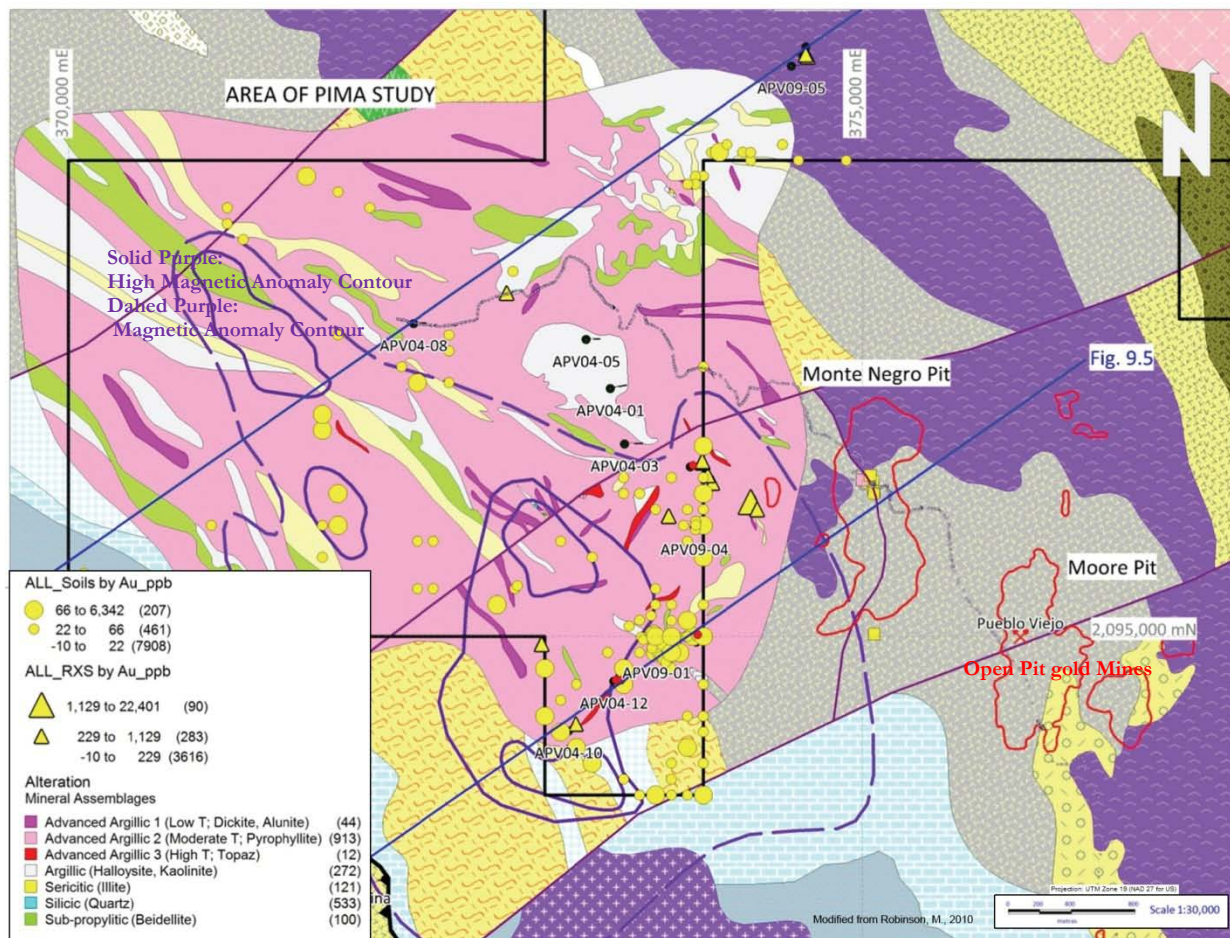 AREA OF PIMA STUDY
370,000 mE
375,000 mE
APV09-05
N
Solid Purple:
High Magnetic Anomaly Contour
Dahed Purple:
Magnetic Anomaly Contour
APV04-08
APV04-05
APV04-01
APV04-03
Monte Negro Pit
Fig. 9.5
APV09-04
Moore Pit
Pueblo Viejo
2,095,000 mN
Open Pit gold Mines
APV09-01
APV04-12
APV04-10
ALL_Soils by Au_ppb
66 to 6,342 (207)
22 to 66 (461)
-10 to 22 (7908)
ALL_RXS by Au_ppb
1,129 to 22,401 (90)
229 to 1,129 (283)
-10 to 229 (3616)
Alteration
Mineral Assemblages
Advanced Argillic 1 (Low T; Dickite, Alunite) (44)
Advanced Argillic 2 (Moderate T; Pyrophyllite) (913)
Advanced Argillic 3 (High T; Topaz) (12)
Argillic (Halloysite, Kaolinite) (272)
Sericitic (Illite) (121)
Silicic (Quartz) (533)
Sub-propylitic (Beidellite) (100)
ina
Modified from Robinson, M., 2010
Projection: UTM Zone 19 (NAD 27 for US)
0 400 800 800
metres
Scale 1:30,000